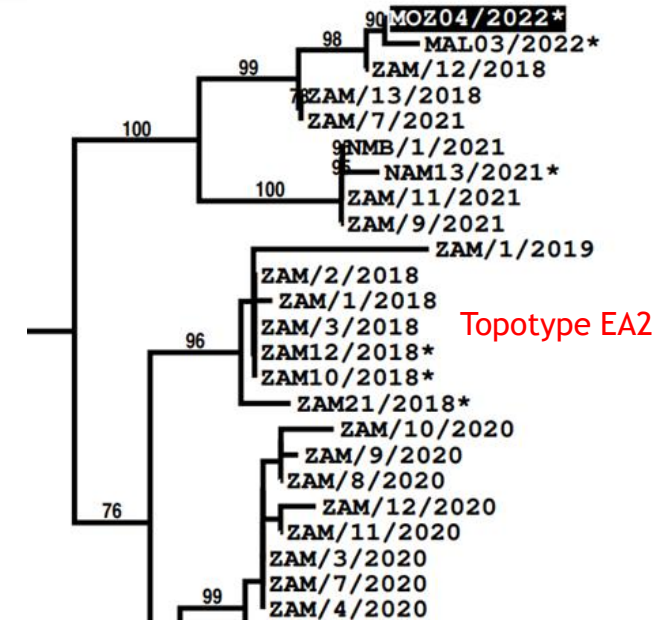 90 MOZ04/2022*
98 MAL03/2022*
ZAM/12/2018
99
ZAM/13/2018
ZAM/7/2021
100
NMB/1/2021
NAM13/2021*
100
ZAM/11/2021
ZAM/9/2021
ZAM/1/2019
ZAM/2/2018
ZAM/1/2018
ZAM/3/2018 Topotype EA2
96
ZAM12/2018*
ZAM10/2018*
ZAM21/2018*
ZAM/10/2020
ZAM/9/2020
ZAM/8/2020
ZAM/12/2020
76
ZAM/11/2020
ZAM/3/2020
ZAM/7/2020
99
ZAM/4/2020